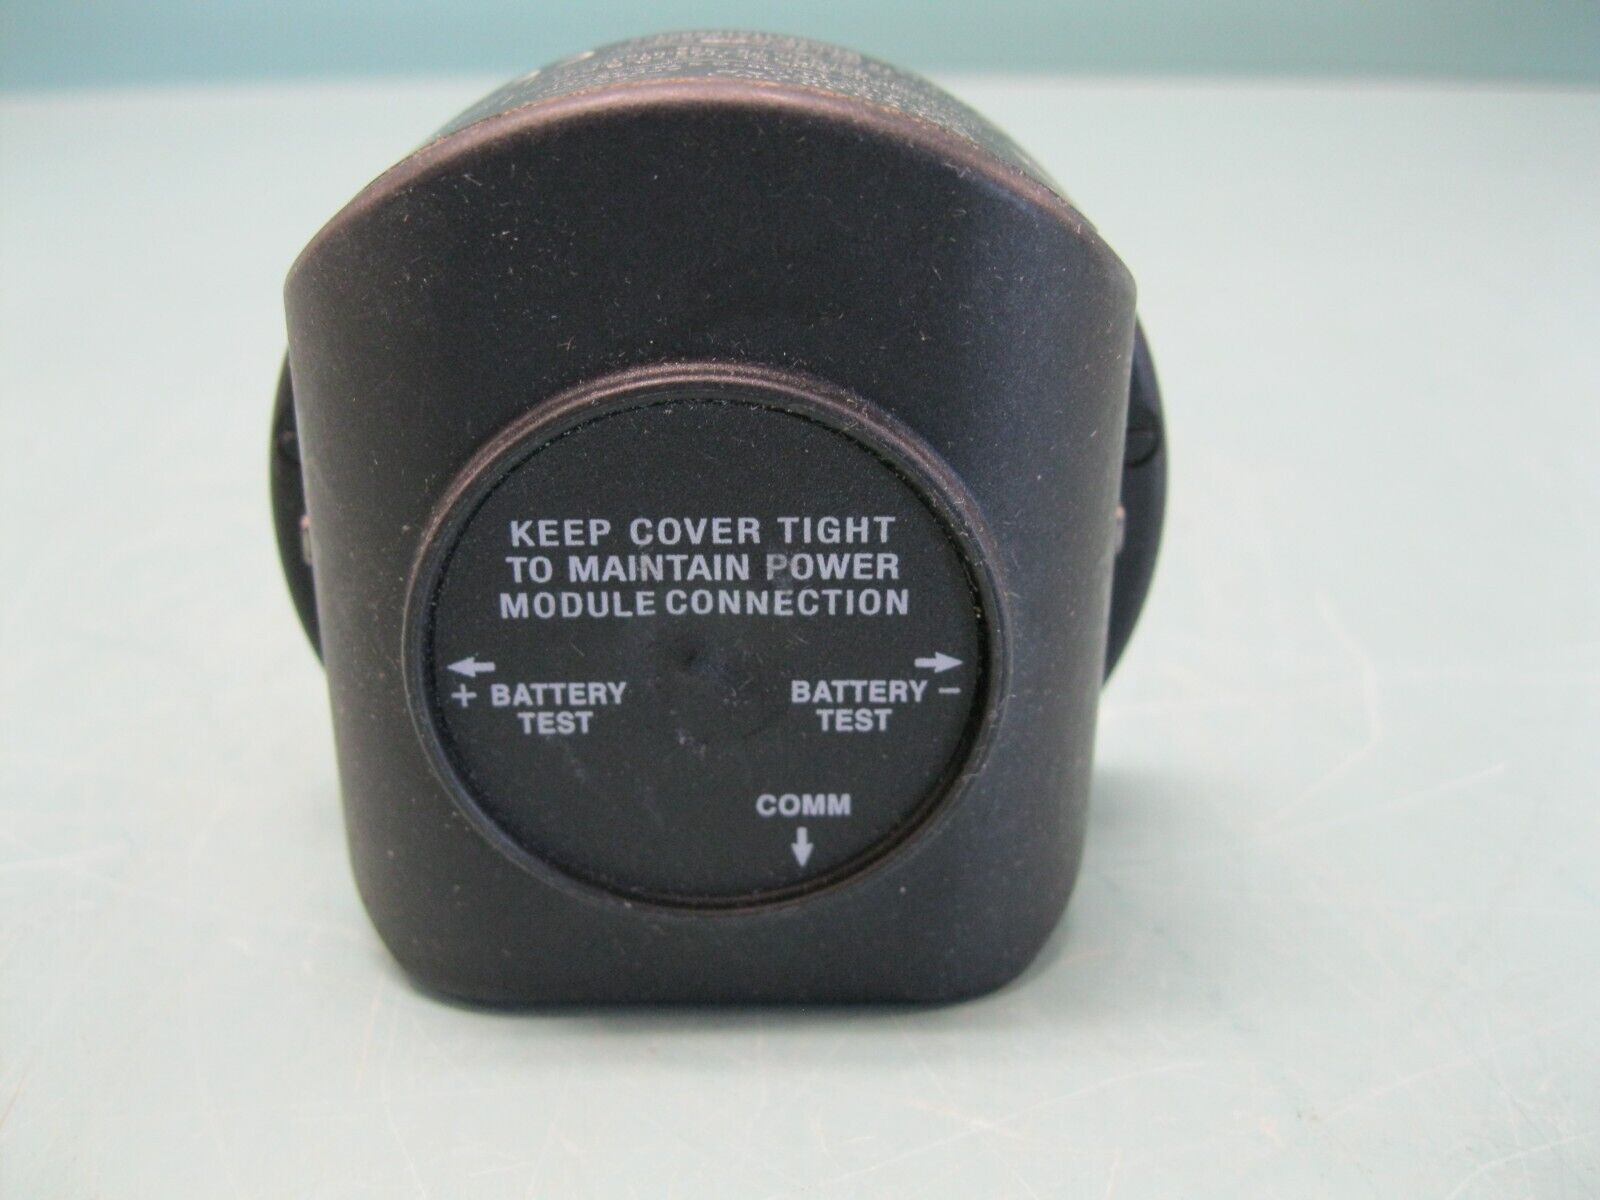 KEEP COVER TIGHT
TO MAINTAIN POWER
MODULE CONNECTION
+ BATTERY TEST
BATTERY – TEST
COMM